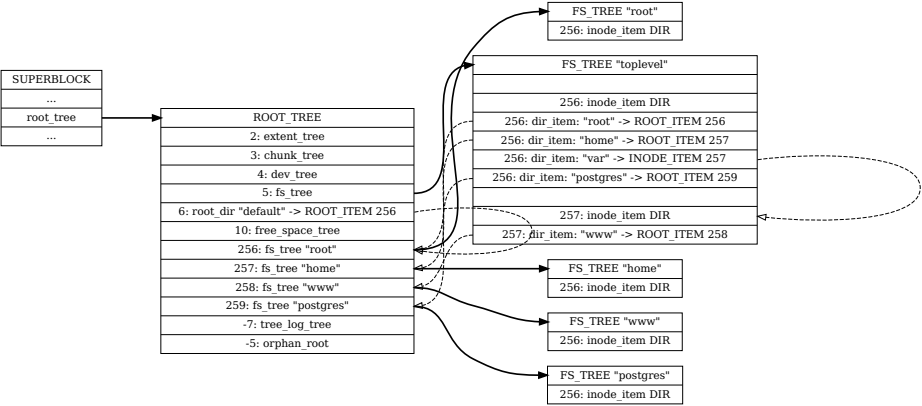 SUPERBLOCK
...
root_tree
...
ROOT_TREE
2: extent_tree
3: chunk_tree
4: dev_tree
5: fs_tree
6: root_dir "default" -> ROOT_ITEM 256
10: free_space_tree
256: fs_tree "root"
257: fs_tree "home"
258: fs_tree "www"
259: fs_tree "postgres"
-7: tree_log_tree
-5: orphan_root
FS_TREE "root"
256: inode_item DIR
FS_TREE "toplevel"
256: inode_item DIR
256: dir_item: "root" -> ROOT_ITEM 256
256: dir_item: "home" -> ROOT_ITEM 257
256: dir_item: "var" -> INODE_ITEM 257
256: dir_item: "postgres" -> ROOT_ITEM 259
257: inode_item DIR
257: dir_item: "www" -> ROOT_ITEM 258
FS_TREE "home"
256: inode_item DIR
FS_TREE "www"
256: inode_item DIR
FS_TREE "postgres"
256: inode_item DIR